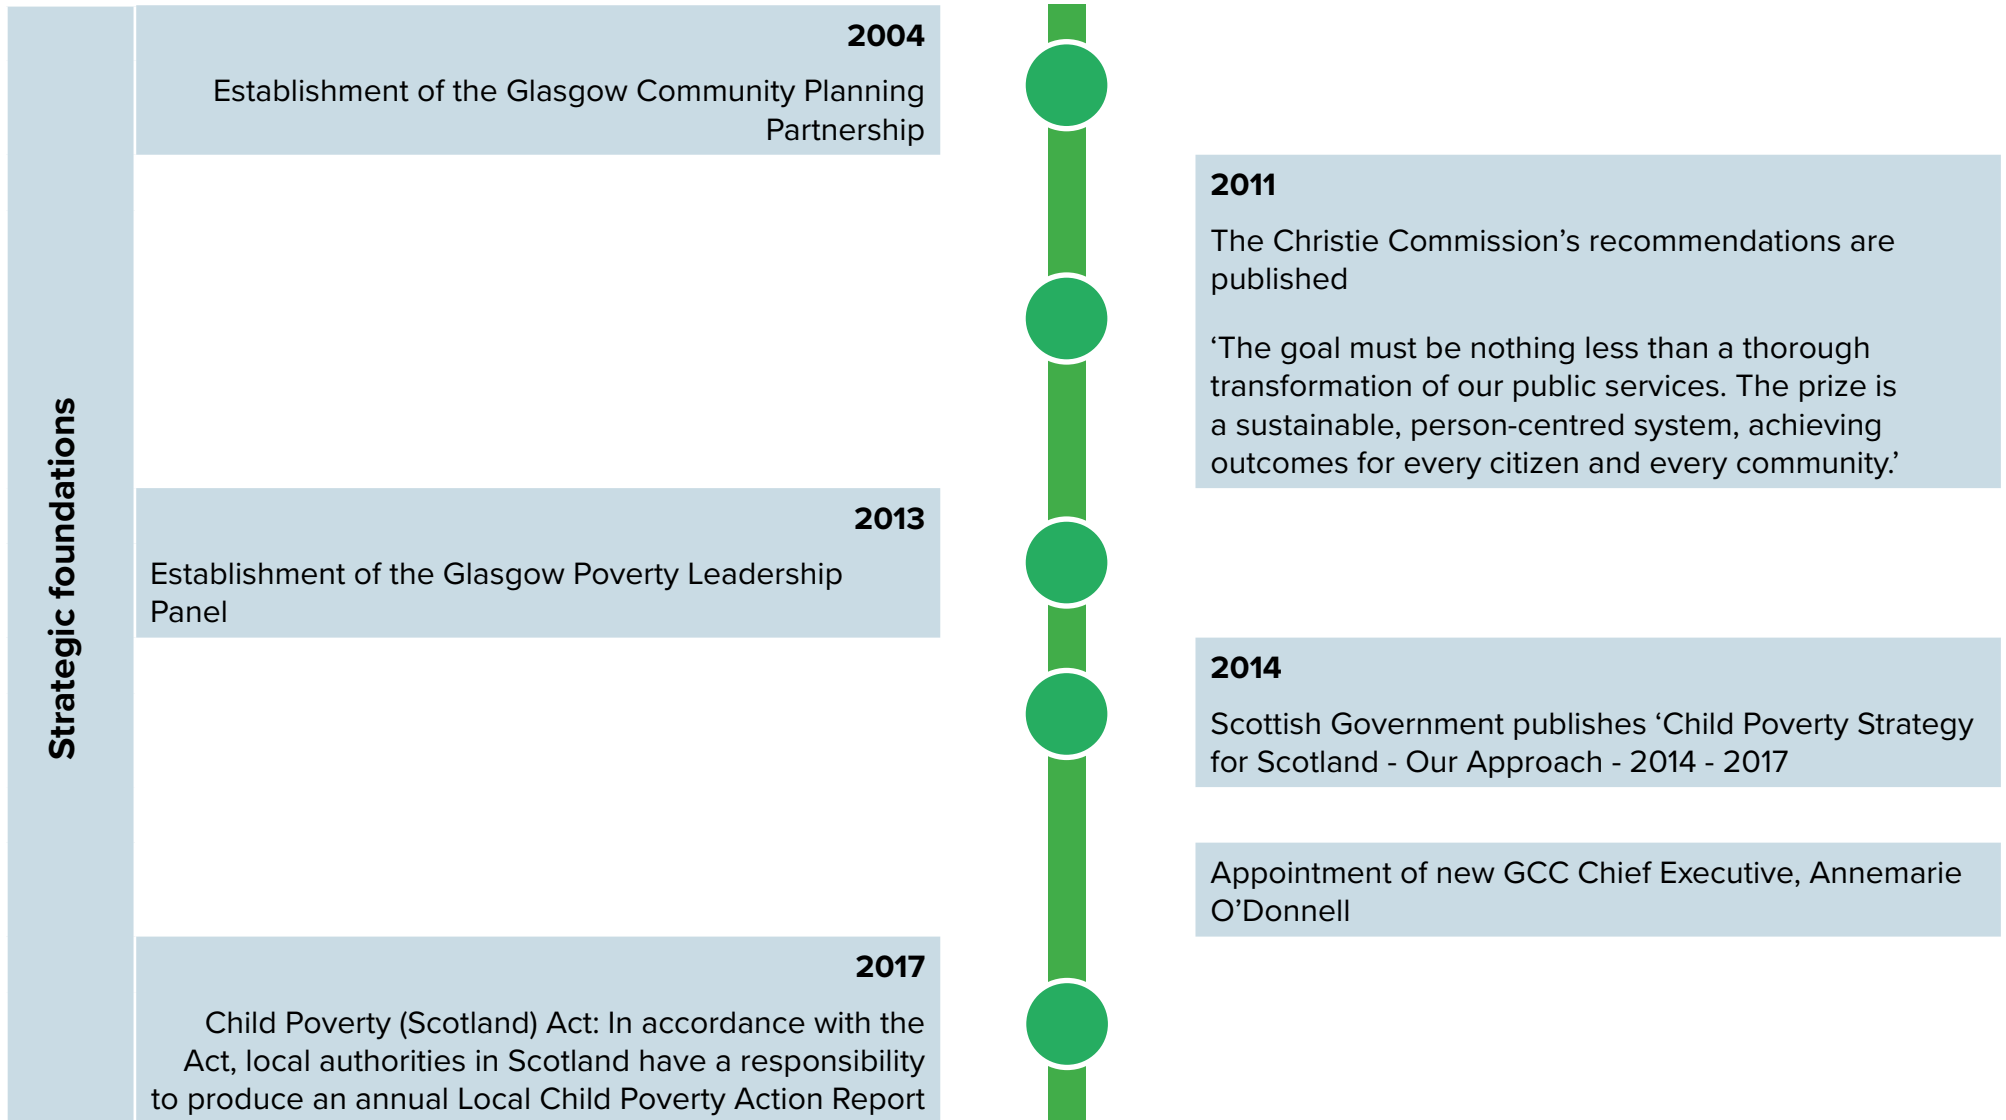 Strategic foundations
2004
Establishment of the Glasgow Community Planning
Partnership
2011
The Christie Commission’s recommendations are
published
‘The goal must be nothing less than a thorough
transformation of our public services. The prize is
a sustainable, person-centred system, achieving
outcomes for every citizen and every community.’
2013
Establishment of the Glasgow Poverty Leadership
Panel
2014
Scottish Government publishes ‘Child Poverty Strategy
for Scotland - Our Approach - 2014 - 2017
Appointment of new GCC Chief Executive, Annemarie
O’Donnell
2017
Child Poverty (Scotland) Act: In accordance with the
Act, local authorities in Scotland have a responsibility
to produce an annual Local Child Poverty Action Report